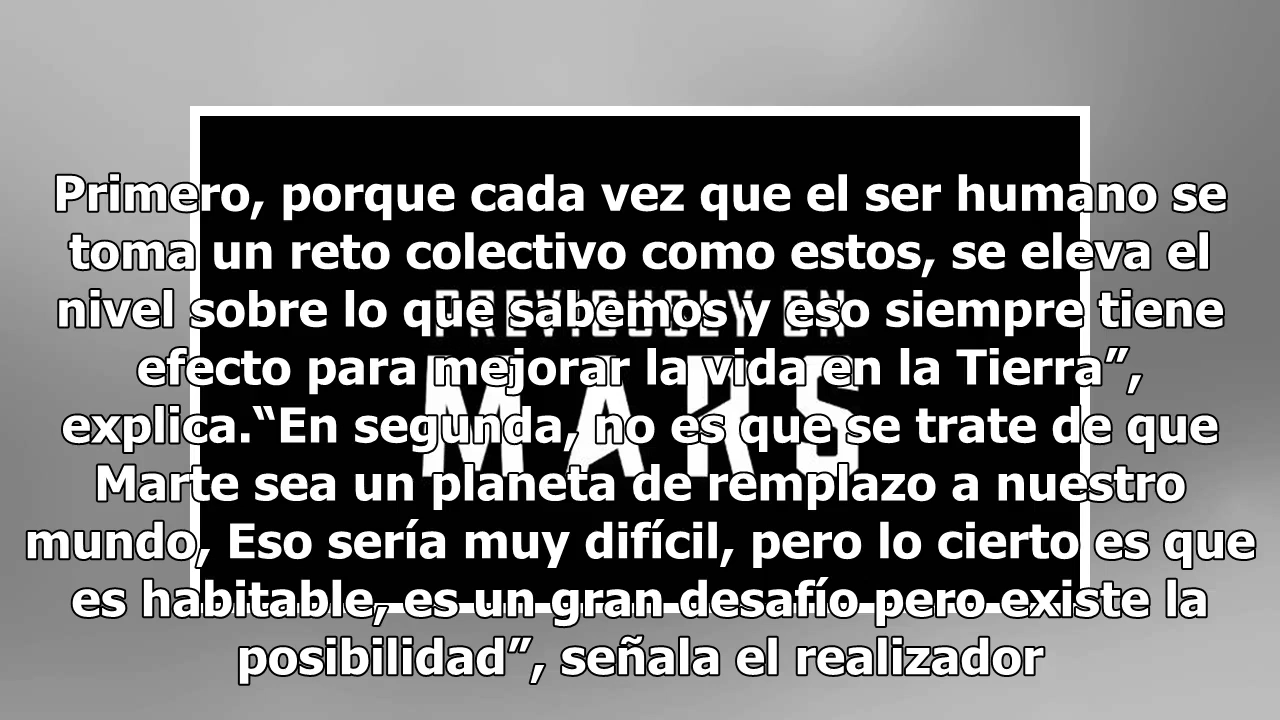 Primero, porque cada vez que el ser humano se
toma un reto colectivo como estos, se eleva el
nivel sobre lo que sabemos y eso siempre tiene
efecto para mejorar la vida en la Tierra”,
explica.“En segunda, no es que se trate de que
Marte sea un planeta de remplazo a nuestro
mundo, Eso sería muy difícil, pero lo cierto es que
es habitable, es un gran desafío pero existe la
posibilidad”, señala el realizador
PREVIOUSLY ON
MARS